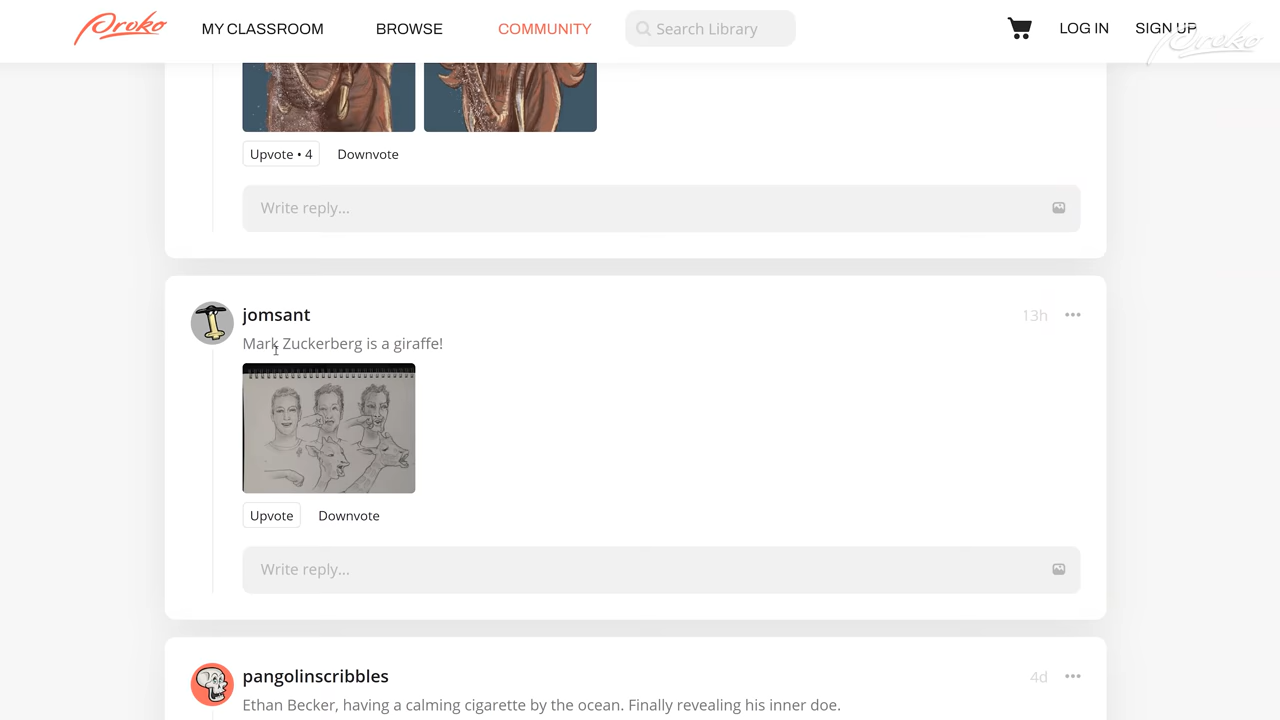 Proko
MY CLASSROOM
BROWSE
COMMUNITY
Search Library
LOG IN
SIGN UP
Proko
Upvote • 4
Downvote
Write reply...
jomsant
13h
Mark Zuckerberg is a giraffe!
Upvote
Downvote
Write reply...
pangolinscribbles
4d
Ethan Becker, having a calming cigarette by the ocean. Finally revealing his inner doe.